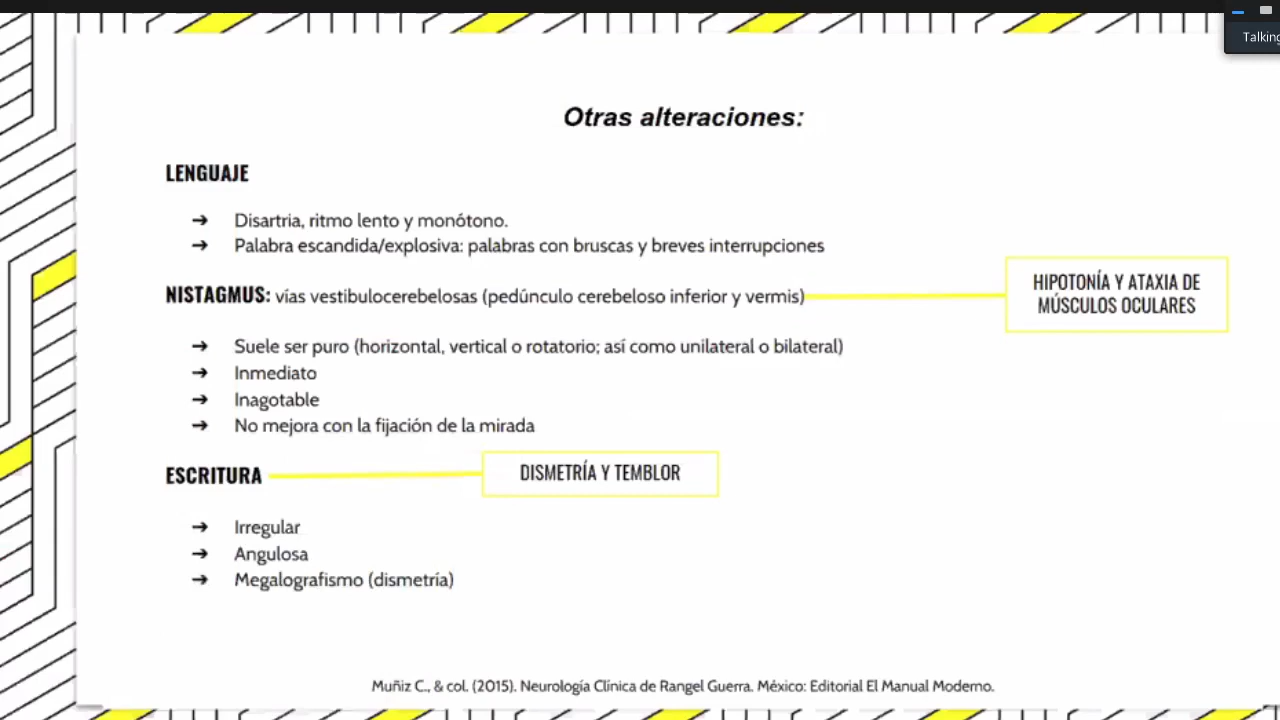 Talking
Otras alteraciones:
LENGUAJE
➔ Disartria, ritmo lento y monótono.
➔ Palabra escandida/explosiva: palabras con bruscas y breves interrupciones
NISTAGMUS: vías vestibulocerebelosas (pedúnculo cerebeloso inferior y vermis)
HIPOTONÍA Y ATAXIA DE
MÚSCULOS OCULARES
➔ Suele ser puro (horizontal, vertical o rotatorio; así como unilateral o bilateral)
➔ Inmediato
➔ Inagotable
➔ No mejora con la fijación de la mirada
ESCRITURA
DISMETRÍA Y TEMBLOR
➔ Irregular
➔ Angulosa
➔ Megalografismo (dismetría)
Muñiz C., & col. (2015). Neurología Clínica de Rangel Guerra. México: Editorial El Manual Moderno.